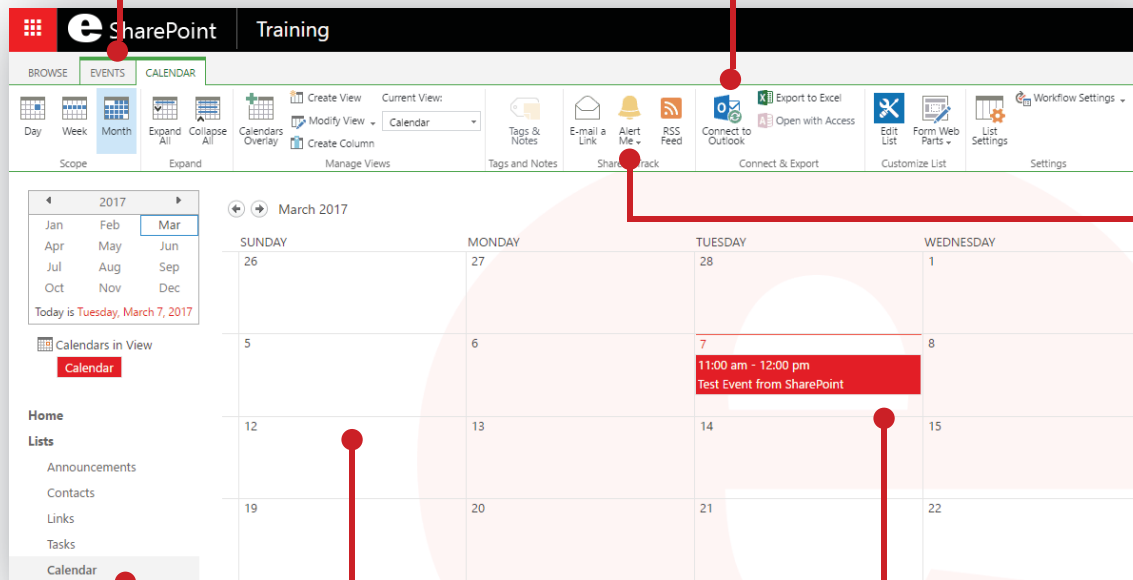 e SharePoint Training
BROWSE EVENTS CALENDAR
Day Week Month
Scope
Expand All Collapse All
Expand
Calendars Overlay
Create View
Modify View
Create Column
Current View:
Calendar
Manage Views
Tags & Notes
Tags and Notes
E-mail a Link Alert Me RSS Feed
Share Track
Connect to Outlook
Export to Excel
Open with Access
Connect & Export
Edit List Form Web Parts
Customize List
List Settings
Workflow Settings
Settings
2017
Jan Feb Mar
Apr May Jun
Jul Aug Sep
Oct Nov Dec
Today is Tuesday, March 7, 2017
Calendars in View
Calendar
Home
Lists
Announcements
Contacts
Links
Tasks
Calendar
March 2017
SUNDAY MONDAY TUESDAY WEDNESDAY
26 27 28 1
5 6 7 8
11:00 am - 12:00 pm
Test Event from SharePoint
12 13 14 15
19 20 21 22